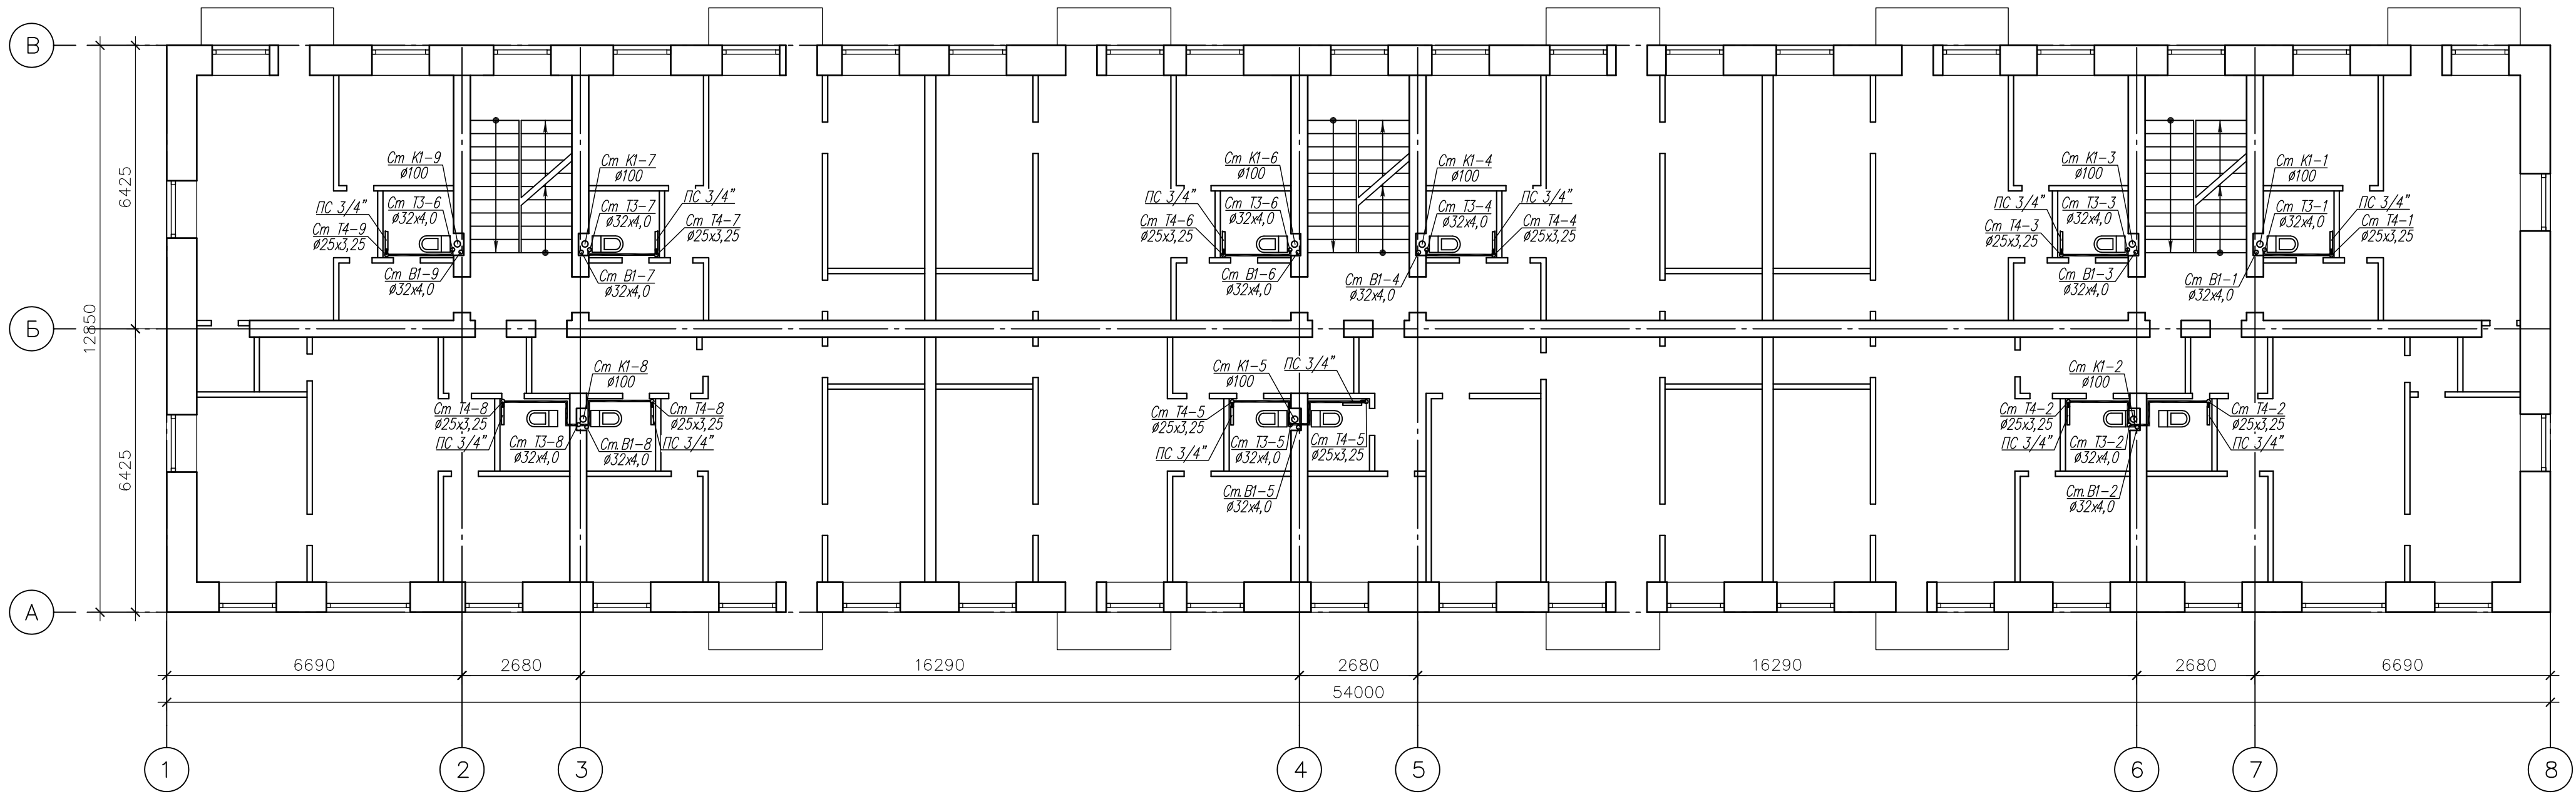 В
Ст К1-9
ø100
Ст К1-7
ø100
Ст К1-6
ø100
Ст К1-4
ø100
Ст К1-3
ø100
Ст К1-1
ø100
6425
ПС 3/4"
Ст Т3-6
ø32x4,0
Ст Т4-9
ø25x3,25
Ст В1-9
ø32x4,0
Ст Т3-7
ø32x4,0
ПС 3/4"
Ст Т4-7
ø25x3,25
Ст В1-7
ø32x4,0
ПС 3/4"
Ст Т3-6
ø32x4,0
Ст Т4-6
ø25x3,25
Ст В1-6
ø32x4,0
Ст Т3-4
ø32x4,0
ПС 3/4"
Ст Т4-4
ø25x3,25
Ст В1-4
ø32x4,0
ПС 3/4"
Ст Т3-3
ø32x4,0
Ст Т4-3
ø25x3,25
Ст В1-3
ø32x4,0
Ст Т3-1
ø32x4,0
ПС 3/4"
Ст Т4-1
ø25x3,25
Ст В1-1
ø32x4,0
Б
12850
Ст К1-8
ø100
Ст Т4-8
ø25x3,25
ПС 3/4"
Ст Т3-8
ø32x4,0
Ст.В1-8
ø32x4,0
Ст Т4-8
ø25x3,25
ПС 3/4"
Ст К1-5
ø100
ПС 3/4"
Ст Т4-5
ø25x3,25
ПС 3/4"
Ст Т3-5
ø32x4,0
Ст Т4-5
ø25x3,25
Ст.В1-5
ø32x4,0
Ст К1-2
ø100
Ст Т4-2
ø25x3,25
ПС 3/4"
Ст Т3-2
ø32x4,0
Ст Т4-2
ø25x3,25
ПС 3/4"
Ст.В1-2
ø32x4,0
6425
А
6690
2680
16290
2680
16290
2680
6690
54000
1
2
3
4
5
6
7
8